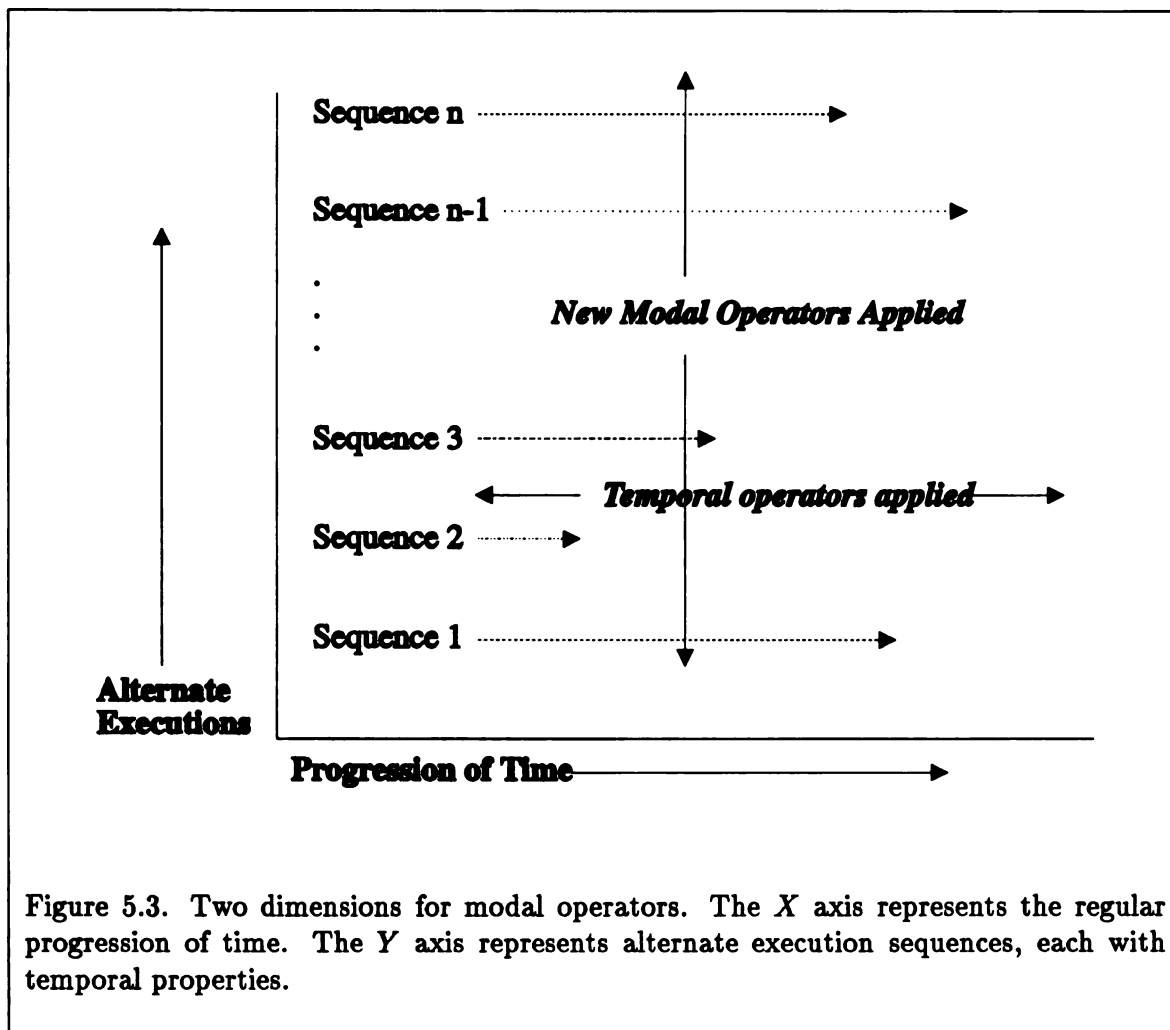 Sequence n
Sequence n-1
.
.
.
New Modal Operators Applied
Sequence 3
Temporal operators applied
Sequence 2
Sequence 1
Alternate
Executions
Progression of Time
Figure 5.3. Two dimensions for modal operators. The X axis represents the regular
progression of time. The Y axis represents alternate execution sequences, each with
temporal properties.